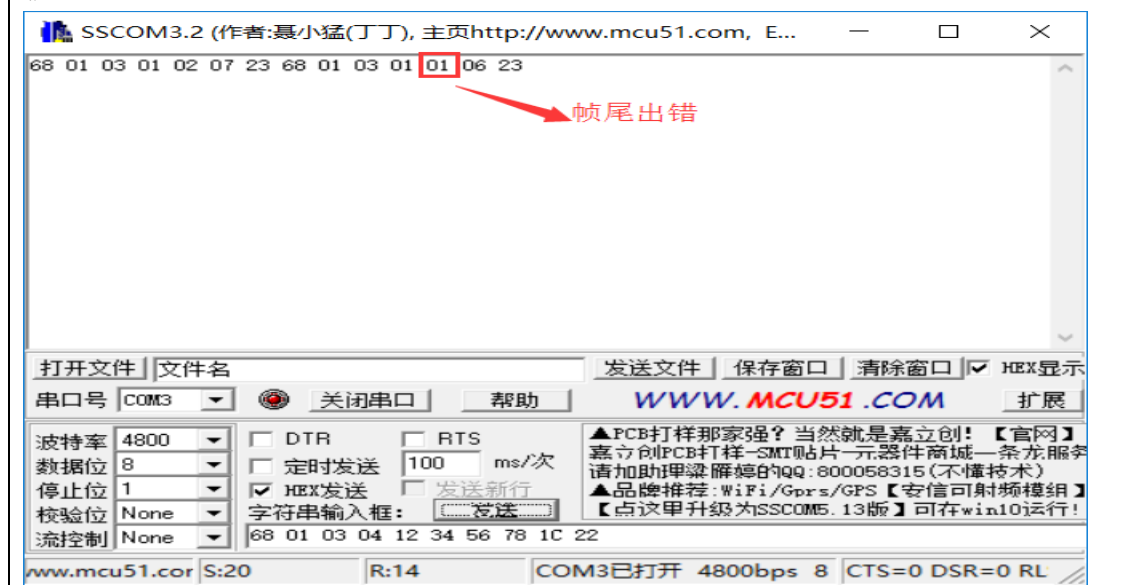 SSCOM3.2 (作者:聂小猛(丁丁), 主页http://www.mcu51.com, E...
68 01 03 01 02 07 23 68 01 03 01 01 06 23
帧尾出错
打开文件 文件名 发送文件 保存窗口 清除窗口 HEX显示
串口号 COM3 关闭串口 帮助 WWW.MCU51.COM 扩展
波特率 4800 DTR RTS
数据位 8 定时发送 100 ms/次
停止位 1 HEX发送 发送新行
校验位 None 字符串输入框: 发送
流控制 None 68 01 03 04 12 34 56 78 1C 22
▲PCB打样那家强?当然就是嘉立创!【官网】
嘉立创PCB打样-SMT贴片-元器件商城—条龙服务
请加助理梁膵婷的QQ:800058315(不懂技术)
▲品牌推荐:WiFi/Gprs/GPS【安信可射频模组】
【点这里升级为SSCOM5.13版】可在win10运行!
www.mcu51.cor S:20 R:14 COM3已打开 4800bps 8 CTS=0 DSR=0 RL